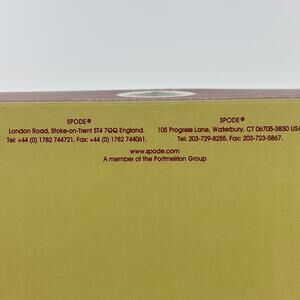 SPODE®
London Road, Stoke-on-Trent ST4 7QQ England.
Tel: +44 (0) 1782 744721. Fax: +44 (0) 1782 744061.
SPODE®
105 Progress Lane, Waterbury, CT 06705-3830 USA
Tel: 203-729-8255. Fax: 203-723-5867.
www.spode.com
A member of the Portmeirion Group